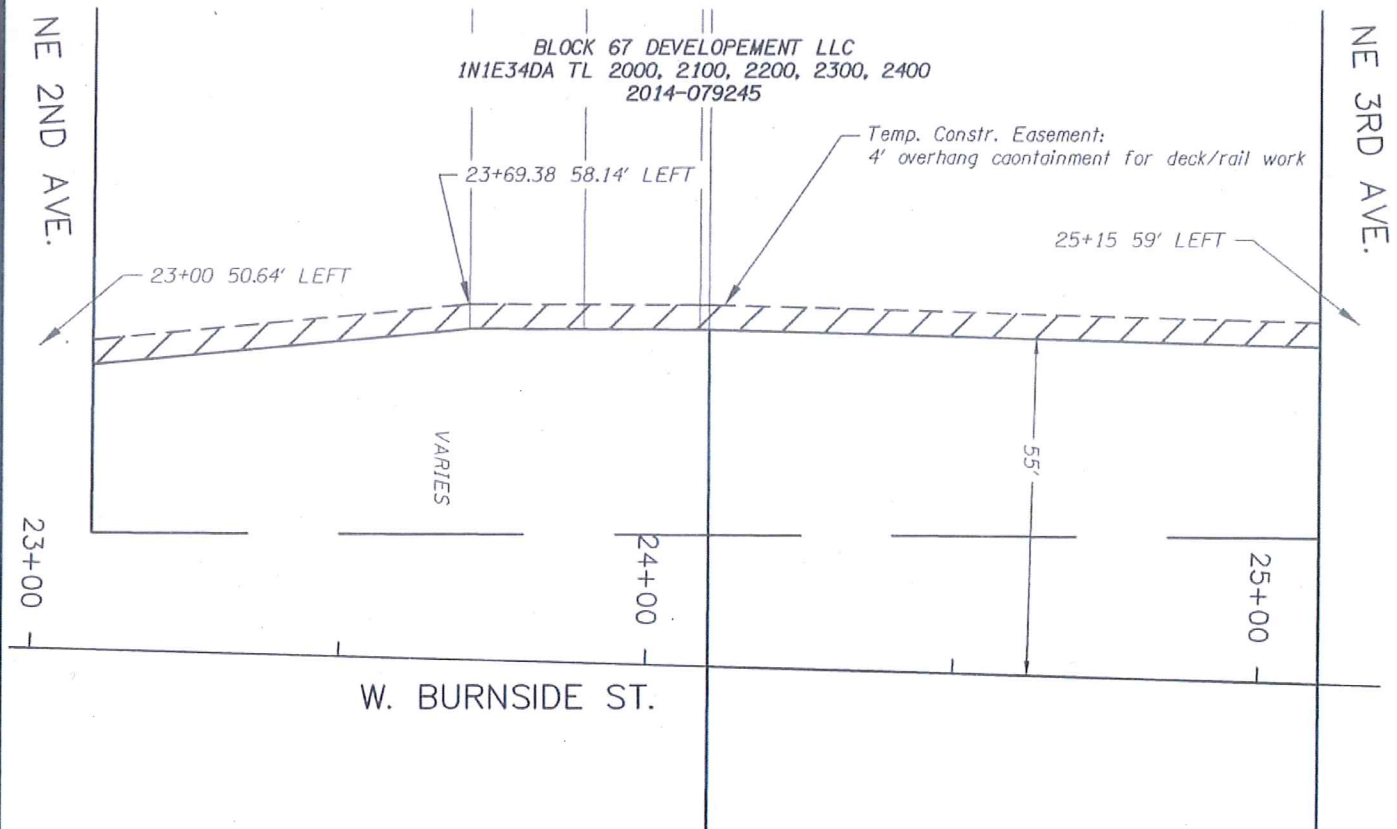 NE 2ND AVE.
BLOCK 67 DEVELOPEMENT LLC
1N1E34DA TL 2000, 2100, 2200, 2300, 2400
2014-079245
NE 3RD AVE.
Temp. Constr. Easement:
4' overhang caontainment for deck/rail work
23+69.38 58.14' LEFT
25+15 59' LEFT
23+00 50.64' LEFT
VARIES
55'
23+00
24+00
25+00
W. BURNSIDE ST.